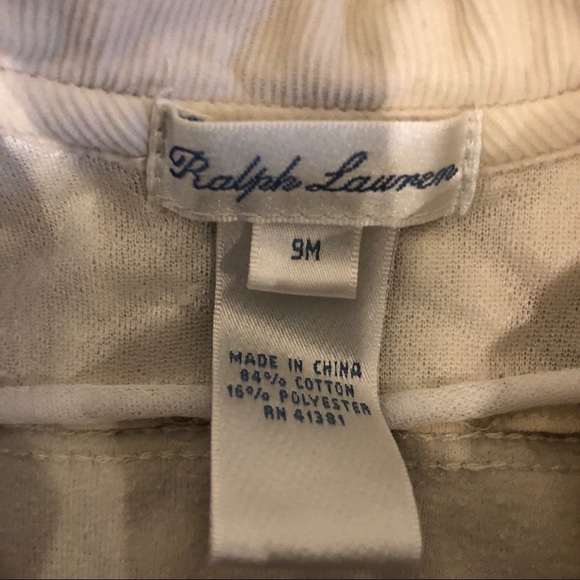 Ralph Lauren
9M
MADE IN CHINA
84% COTTON
16% POLYESTER
RN 41381